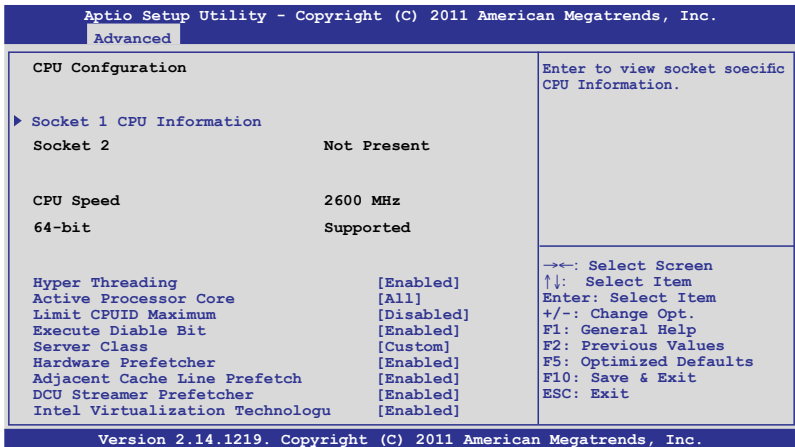 Aptio Setup Utility - Copyright (C) 2011 American Megatrends, Inc.
Advanced
CPU Confguration
Socket 1 CPU Information
Socket 2 Not Present
CPU Speed 2600 MHz
64-bit Supported
Hyper Threading [Enabled]
Active Processor Core [All]
Limit CPUID Maximum [Disabled]
Execute Diable Bit [Enabled]
Server Class [Custom]
Hardware Prefetcher [Enabled]
Adjacent Cache Line Prefetch [Enabled]
DCU Streamer Prefetcher [Enabled]
Intel Virtualization Technologu [Enabled]
Enter to view socket soecific
CPU Information.
→←: Select Screen
↑↓: Select Item
Enter: Select Item
+/-: Change Opt.
F1: General Help
F2: Previous Values
F5: Optimized Defaults
F10: Save & Exit
ESC: Exit
Version 2.14.1219. Copyright (C) 2011 American Megatrends, Inc.